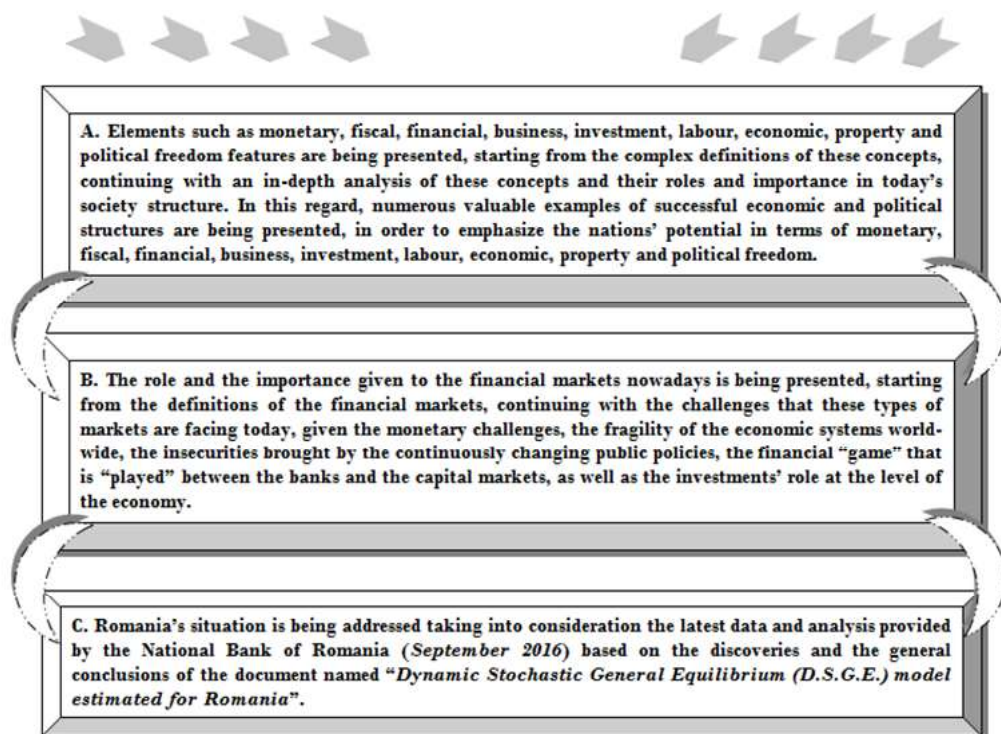 A. Elements such as monetary, fiscal, financial, business, investment, labour, economic, property and
political freedom features are being presented, starting from the complex definitions of these concepts,
continuing with an in-depth analysis of these concepts and their roles and importance in today's
society structure. In this regard, numerous valuable examples of successful economic and political
structures are being presented, in order to emphasize the nations' potential in terms of monetary,
fiscal, financial, business, investment, labour, economic, property and political freedom.
B. The role and the importance given to the financial markets nowadays is being presented, starting
from the definitions of the financial markets, continuing with the challenges that these types of
markets are facing today, given the monetary challenges, the fragility of the economic systems world-
wide, the insecurities brought by the continuously changing public policies, the financial “game” that
is “played” between the banks and the capital markets, as well as the investments' role at the level of
the economy.
C. Romania's situation is being addressed taking into consideration the latest data and analysis provided
by the National Bank of Romania (September 2016) based on the discoveries and the general
conclusions of the document named “Dynamic Stochastic General Equilibrium (D.S.G.E.) model
estimated for Romania”.